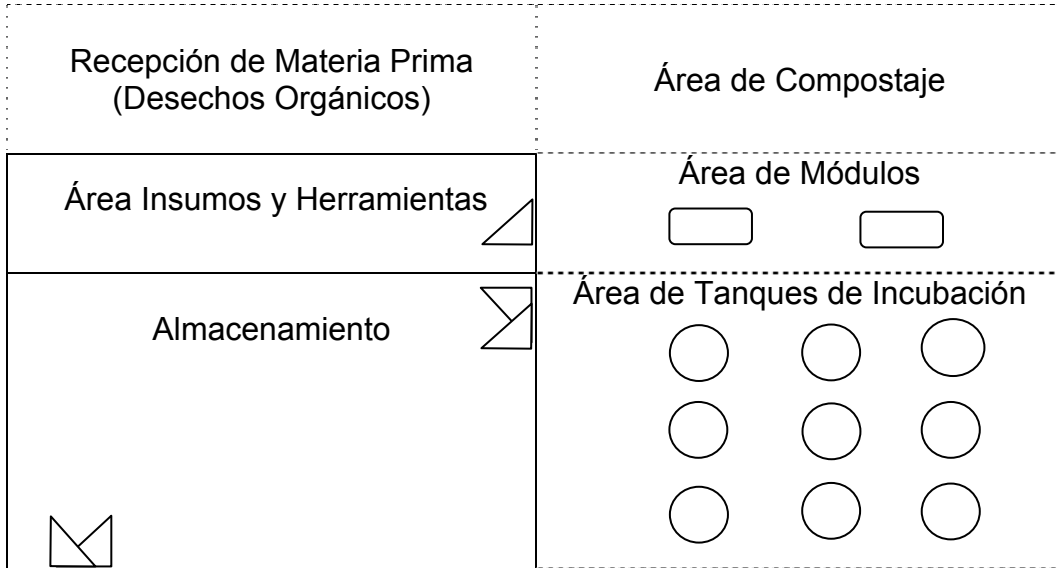 Recepción de Materia Prima
(Desechos Orgánicos)
Área de Compostaje
Área Insumos y Herramientas
Área de Módulos
Almacenamiento
Área de Tanques de Incubación